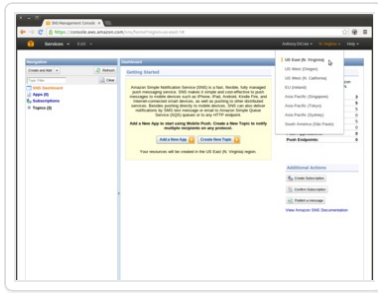 SNS Management Console
https://console.aws.amazon.com
Services
Edit
N. Virginia
Help
US East (N. Virginia)
US West (Oregon)
US West (N. California)
EU (Ireland)
Asia Pacific (Singapore)
Asia Pacific (Tokyo)
Asia Pacific (Sydney)
South America (São Paulo)
Navigation
Create and Add
Refresh
Clear
SNS Dashboard
Apps (0)
Subscriptions
Topics (0)
Dashboard
Getting Started
Amazon Simple Notification Service (SNS) is a fast, flexible, fully managed
push messaging service. SNS makes it simple and cost-effective to push
messages to mobile devices such as iPhone, iPad, Android, Kindle Fire, and
internet connected smart devices, as well as pushing to other distributed
services. Besides pushing directly to mobile devices, SNS can also deliver
notifications by SMS text message or email to Amazon Simple Queue
Service (SQS) queues or to any HTTP endpoint.
Add a New App to start using Mobile Push. Create a New Topic to notify
multiple recipients on any protocol.
Add a New App
Create New Topic
Your resources will be created in the US East (N. Virginia) region.
Push Endpoints:
0
Additional Actions
Create Subscription
Confirm Subscription
Publish a message
View Amazon SNS Documentation